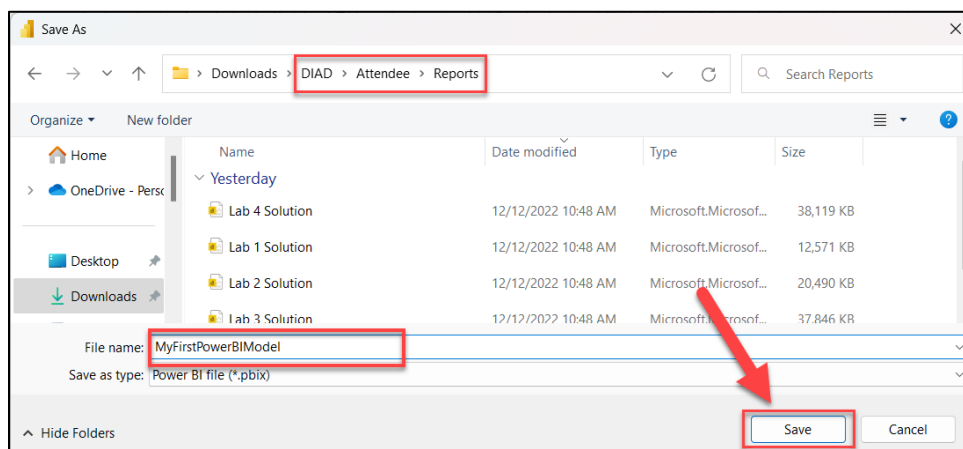 Save As
Downloads > DIAD > Attendee > Reports
Search Reports
Organize
New folder
Name
Date modified
Type
Size
Home
OneDrive - Perso
Desktop
Downloads
Yesterday
Lab 4 Solution 12/12/2022 10:48 AM Microsoft.Microsof... 38,119 KB
Lab 1 Solution 12/12/2022 10:48 AM Microsoft.Microsof... 12,571 KB
Lab 2 Solution 12/12/2022 10:48 AM Microsoft.Microsof... 20,490 KB
Lab 3 Solution 12/12/2022 10:48 AM Microsoft.Microsof... 37,846 KB
File name: MyFirstPowerBIModel
Save as type: Power BI file (*.pbix)
Hide Folders
Save
Cancel